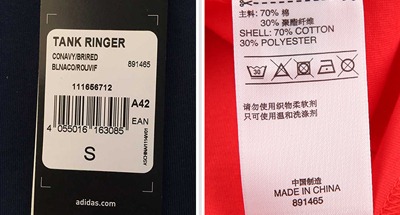 TANK RINGER
CONAVY/BRIRED
BLNACO/ROUVIF
891465
111656712
A42
EAN
4 055016 163085
S
adidas.com
主料: 70% 棉
30% 聚酯纤维
SHELL: 70% COTTON
30% POLYESTER
请勿使用织物柔软剂
只可使用温和洗涤剂
中国制造
MADE IN CHINA
891465